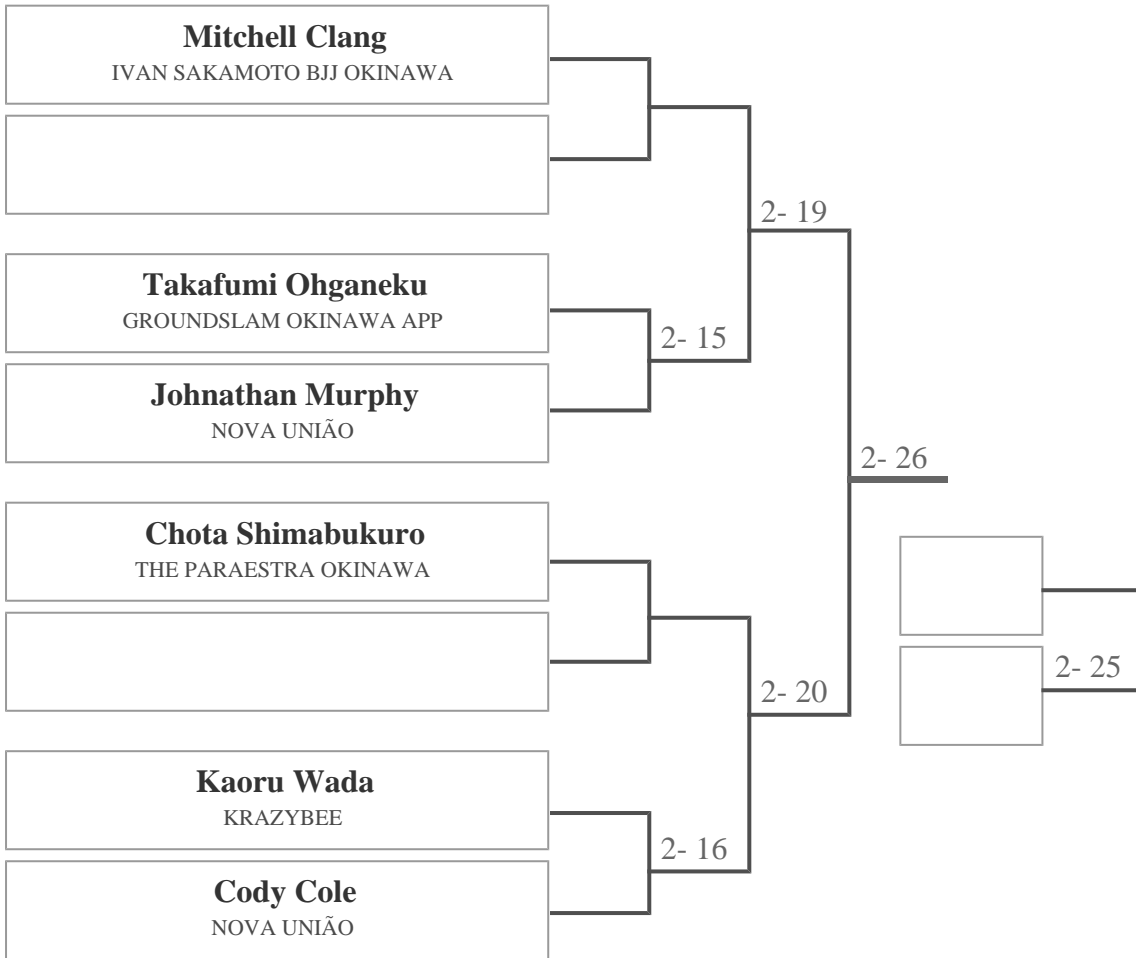 Mitchell Clang
IVAN SAKAMOTO BJJ OKINAWA
2- 19
Takafumi Ohganeku
GROUNDSLAM OKINAWA APP
2- 15
Johnathan Murphy
NOVA UNIÃO
2- 26
Chota Shimabukuro
THE PARAESTRA OKINAWA
2- 25
2- 20
Kaoru Wada
KRAZYBEE
2- 16
Cody Cole
NOVA UNIÃO